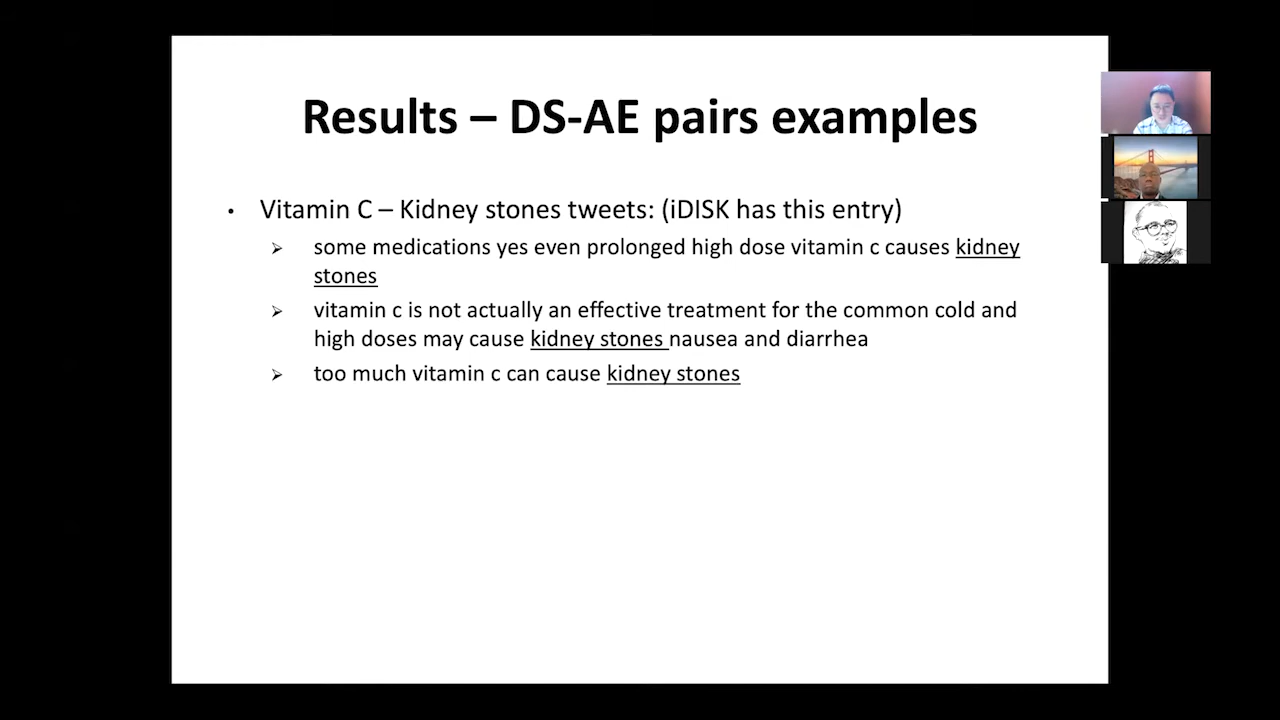 Results – DS-AE pairs examples
• Vitamin C – Kidney stones tweets: (iDISK has this entry)
➢ some medications yes even prolonged high dose vitamin c causes kidney
stones
➢ vitamin c is not actually an effective treatment for the common cold and
high doses may cause kidney stones nausea and diarrhea
➢ too much vitamin c can cause kidney stones